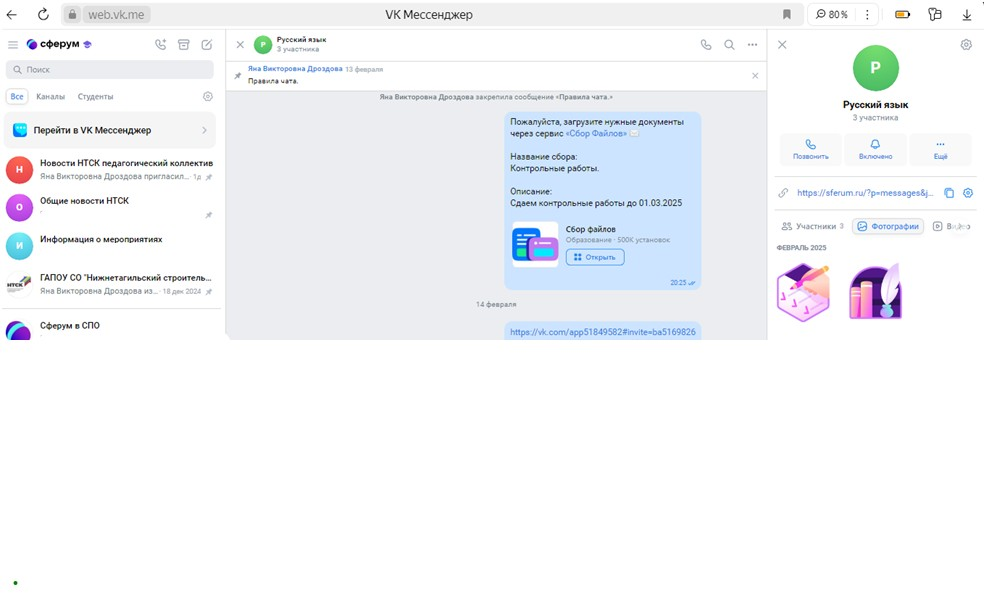 web.vk.me
VK Мессенджер
80 %
сферум
Поиск
Все Каналы Студенты
Перейти в VK Мессенджер
Н
Новости НТСК педагогический коллектив
Яна Викторовна Дроздова пригласил... · 1д
О
Общие новости НТСК
И
Информация о мероприятиях
НТСК
ГАПОУ СО "Нижнетагильский строитель...
Яна Викторовна Дроздова из... · 18 дек 2024
Сферум в СПО
Р
Русский язык
3 участника
Яна Викторовна Дроздова 13 февраля
Правила чата.
Яна Викторовна Дроздова закрепила сообщение «Правила чата.»
Пожалуйста, загрузите нужные документы
через сервис «Сбор Файлов»
Название сбора:
Контрольные работы.
Описание:
Сдаем контрольные работы до 01.03.2025
Сбор файлов
Образование · 500K установок
Открыть
20:25
14 февраля
https://vk.com/app51849582#invite=ba5169826
Р
Русский язык
3 участника
Позвонить
Включено
Ещё
https://sferum.ru/?p=messages&j...
Участники 3 Фотографии
ФЕВРАЛЬ 2025